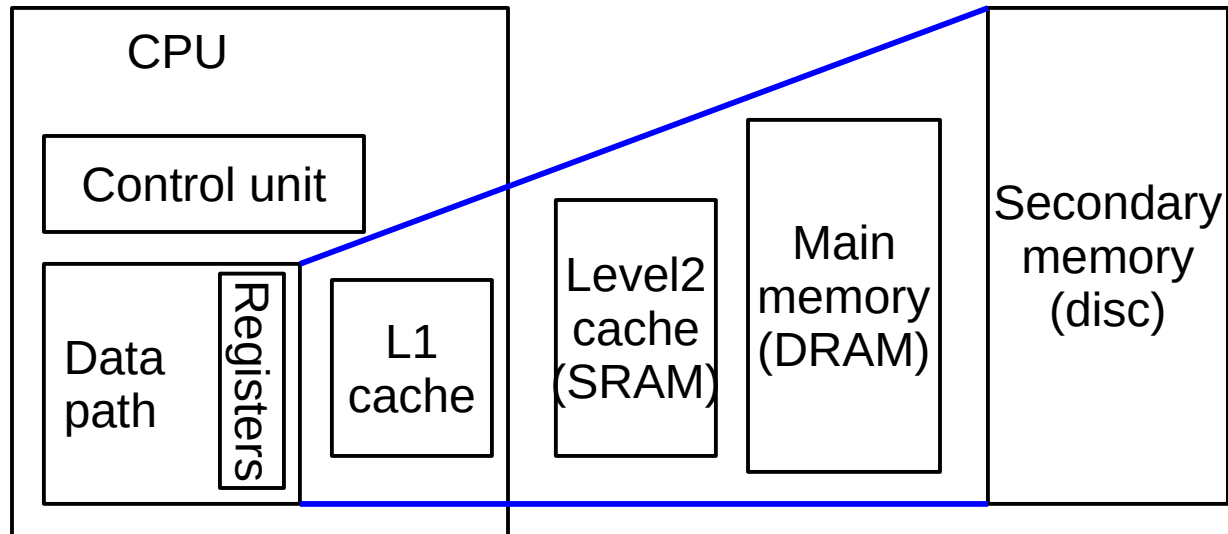 CPU
Control unit
Data
path
Registers
L1
cache
Level2
cache
(SRAM)
Main
memory
(DRAM)
Secondary
memory
(disc)